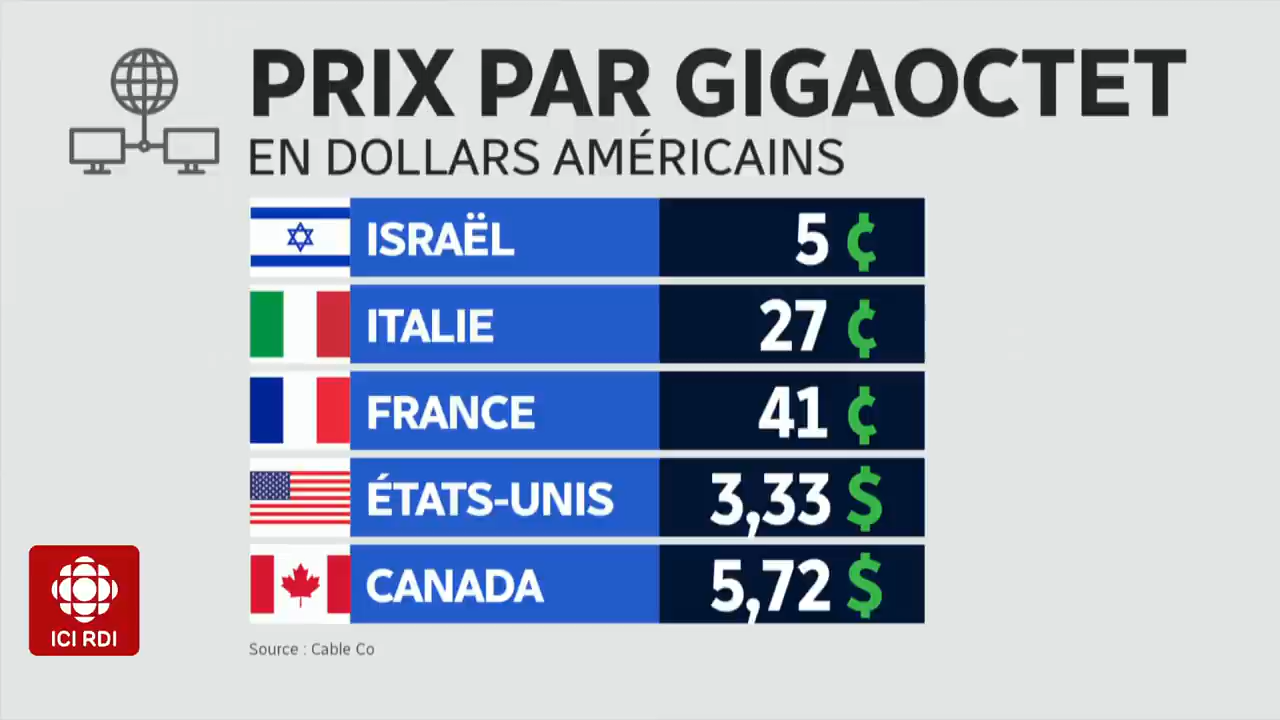 PRIX PAR GIGAOCTET
EN DOLLARS AMÉRICAINS
ISRAËL 5 ¢
ITALIE 27 ¢
FRANCE 41 ¢
ÉTATS-UNIS 3,33 $
CANADA 5,72 $
ICI RDI
Source : Cable Co